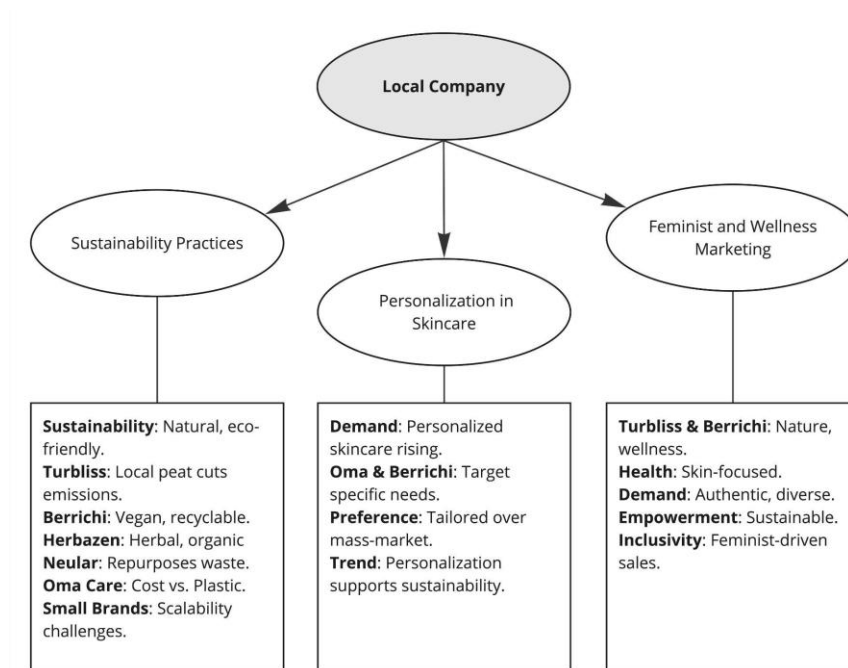 Local Company
Sustainability Practices
Personalization in
Skincare
Feminist and Wellness
Marketing
Sustainability: Natural, eco-
friendly.
Turbliss: Local peat cuts
emissions.
Berrichi: Vegan, recyclable.
Herbazen: Herbal, organic
Neular: Repurposes waste.
Oma Care: Cost vs. Plastic.
Small Brands: Scalability
challenges.
Demand: Personalized
skincare rising.
Oma & Berrichi: Target
specific needs.
Preference: Tailored over
mass-market.
Trend: Personalization
supports sustainability.
Turbliss & Berrichi: Nature,
wellness.
Health: Skin-focused.
Demand: Authentic, diverse.
Empowerment: Sustainable.
Inclusivity: Feminist-driven
sales.